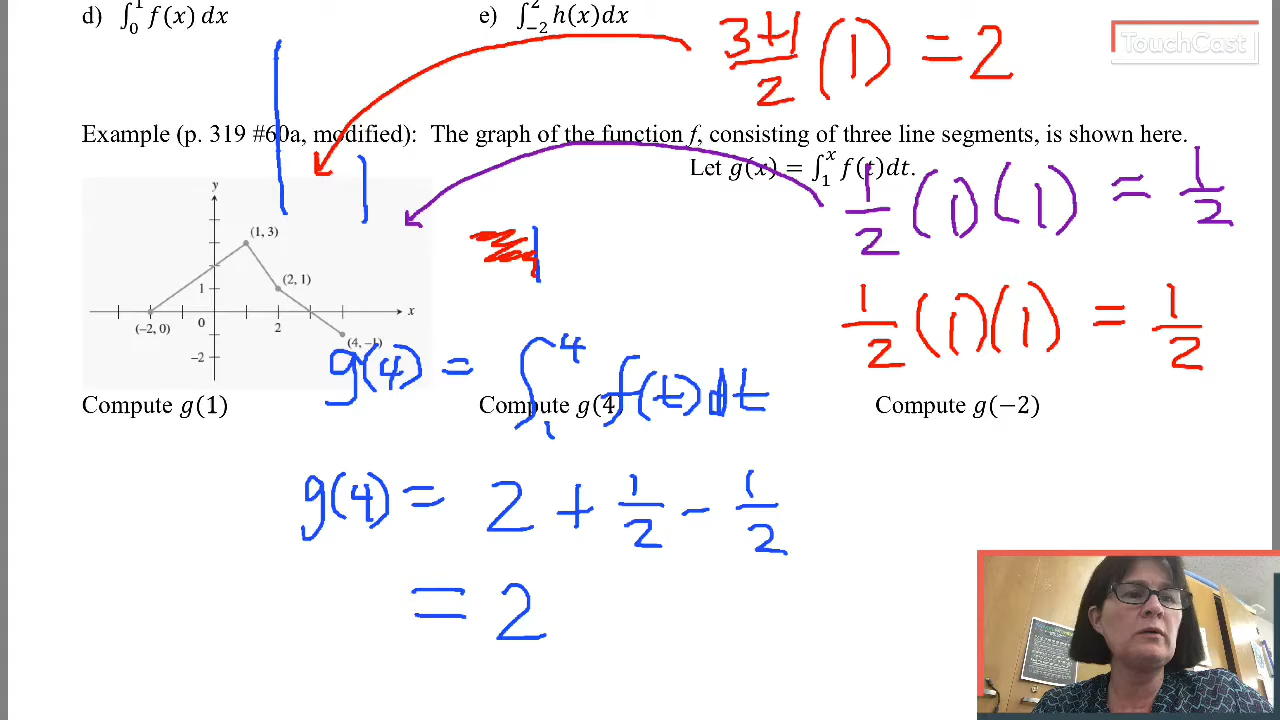 d) ∫₀¹ f(x) dx e) ∫₋₂² h(x)dx
3+1/2 (1) = 2
TouchCast
Example (p. 319 #60a, modified): The graph of the function f, consisting of three line segments, is shown here.
Let g(x) = ∫₁ˣ f(t)dt.
1/2 (1)(1) = 1/2
y
(1, 3)
(2, 1)
1
x
(−2, 0)
0
2
(4, −1)
−2
1/2 (1)(1) = 1/2
g(4) = ∫₁⁴ f(t)dt
Compute g(1) Compute g(4) Compute g(−2)
g(4) = 2 + 1/2 - 1/2
= 2